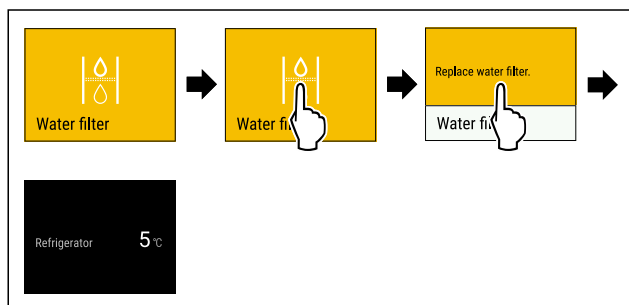 Water filter
Water fi
Replace water filter.
Water fi
Refrigerator 5 °C